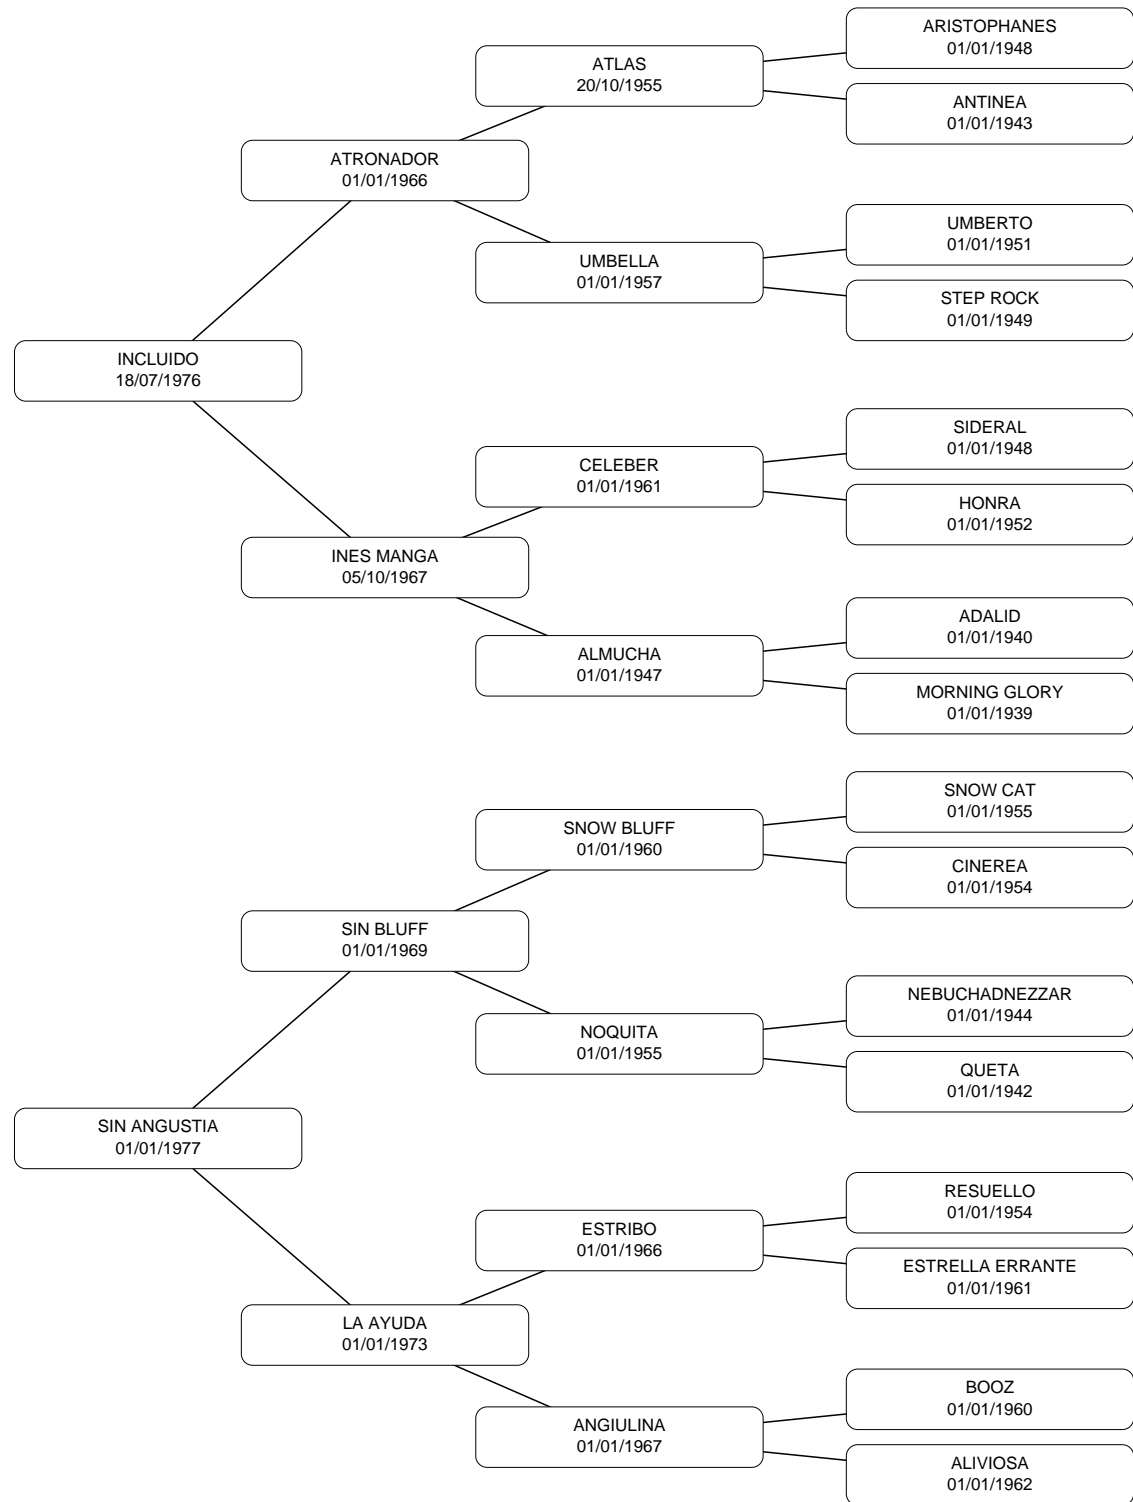 ARISTOPHANES
01/01/1948
ATLAS
20/10/1955
ANTINEA
01/01/1943
ATRONADOR
01/01/1966
UMBERTO
01/01/1951
UMBELLA
01/01/1957
STEP ROCK
01/01/1949
INCLUIDO
18/07/1976
SIDERAL
01/01/1948
CELEBER
01/01/1961
HONRA
01/01/1952
INES MANGA
05/10/1967
ADALID
01/01/1940
ALMUCHA
01/01/1947
MORNING GLORY
01/01/1939
SNOW CAT
01/01/1955
SNOW BLUFF
01/01/1960
CINEREA
01/01/1954
SIN BLUFF
01/01/1969
NEBUCHADNEZZAR
01/01/1944
NOQUITA
01/01/1955
QUETA
01/01/1942
SIN ANGUSTIA
01/01/1977
RESUELLO
01/01/1954
ESTRIBO
01/01/1966
ESTRELLA ERRANTE
01/01/1961
LA AYUDA
01/01/1973
BOOZ
01/01/1960
ANGIULINA
01/01/1967
ALIVIOSA
01/01/1962